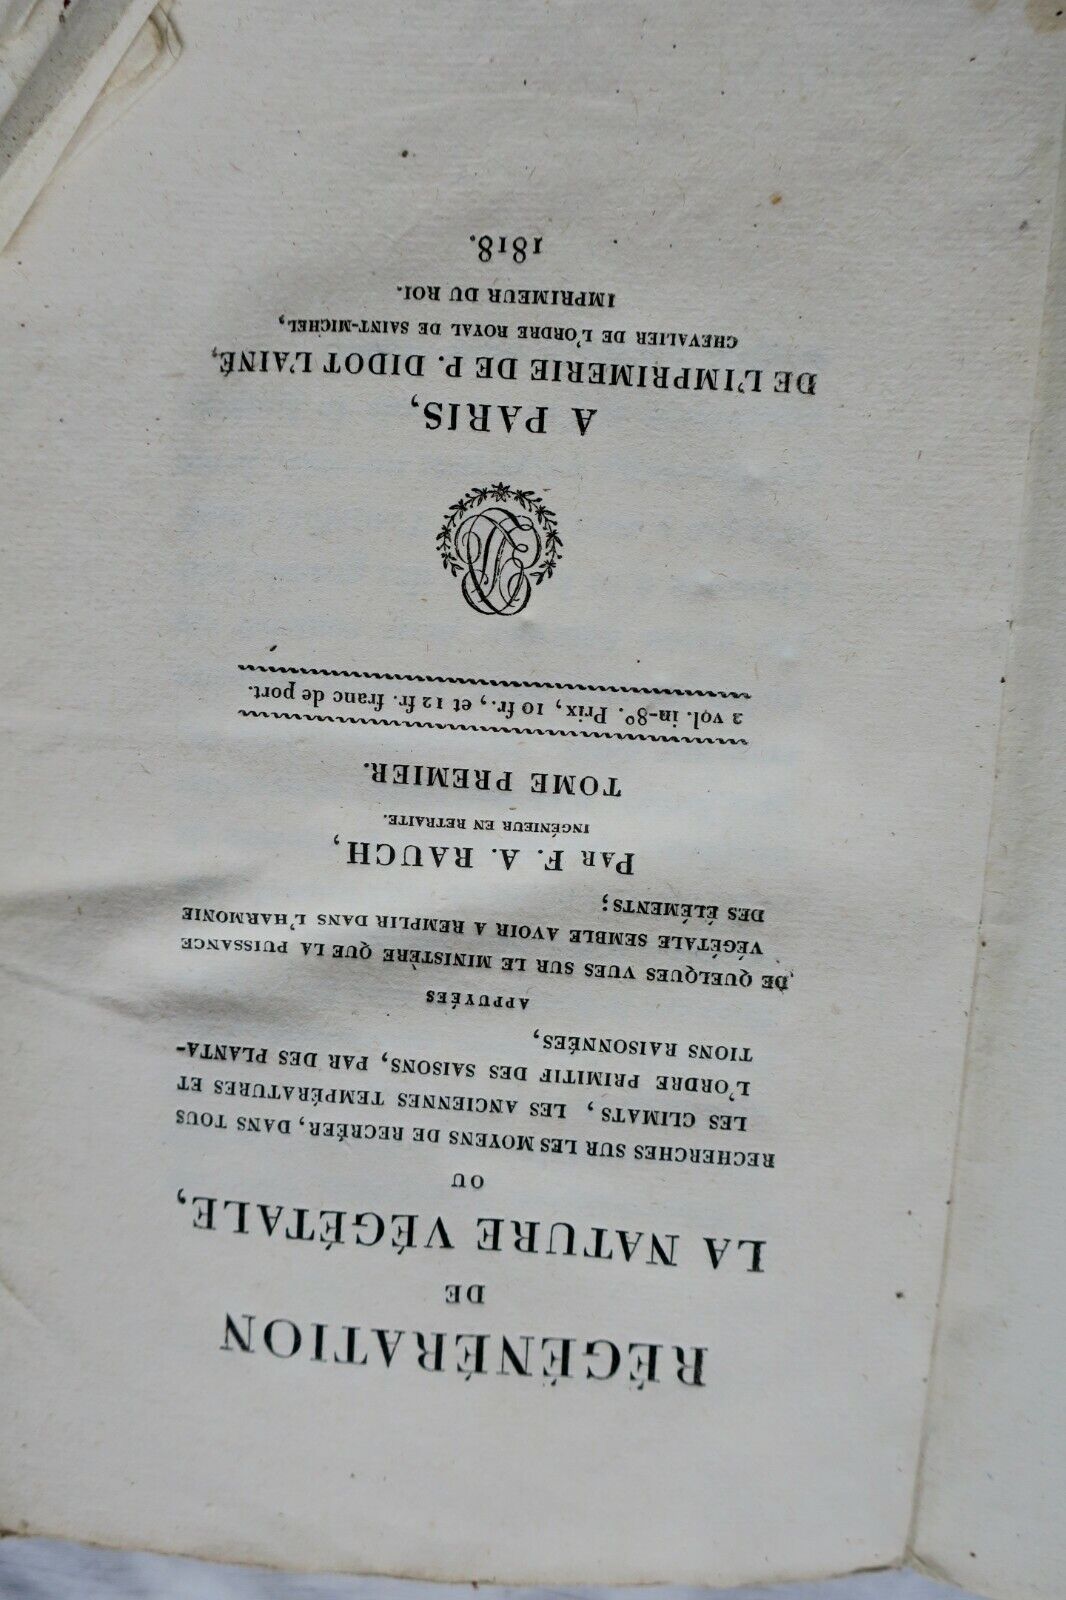 RÉGÉNÉRATION
DE
LA NATURE VÉGÉTALE,
OU
RECHERCHES SUR LES MOYENS DE RECRÉER, DANS TOUS
LES CLIMATS, LES ANCIENNES TEMPÉRATURES ET
L'ORDRE PRIMITIF DES SAISONS, PAR DES PLANTA-
TIONS RAISONNÉES,
APPUYÉES
DE QUELQUES VUES SUR LE MINISTÈRE QUE LA PUISSANCE
VÉGÉTALE SEMBLE AVOIR A REMPLIR DANS L'HARMONIE
DES ÉLÉMENTS;
PAR F. A. RAUCH,
INGÉNIEUR EN RETRAITE.
TOME PREMIER.
2 vol. in-8°. Prix, 10 fr., et 12 fr. franc de port.
A PARIS,
DE L'IMPRIMERIE DE P. DIDOT L'AINÉ,
CHEVALIER DE L'ORDRE ROYAL DE SAINT-MICHEL,
IMPRIMEUR DU ROI.
1818.